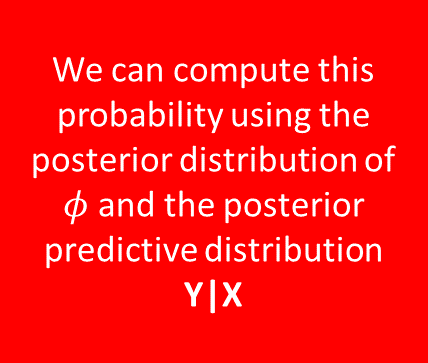 We can compute this
probability using the
posterior distribution of
𝜙 and the posterior
predictive distribution
Y|X